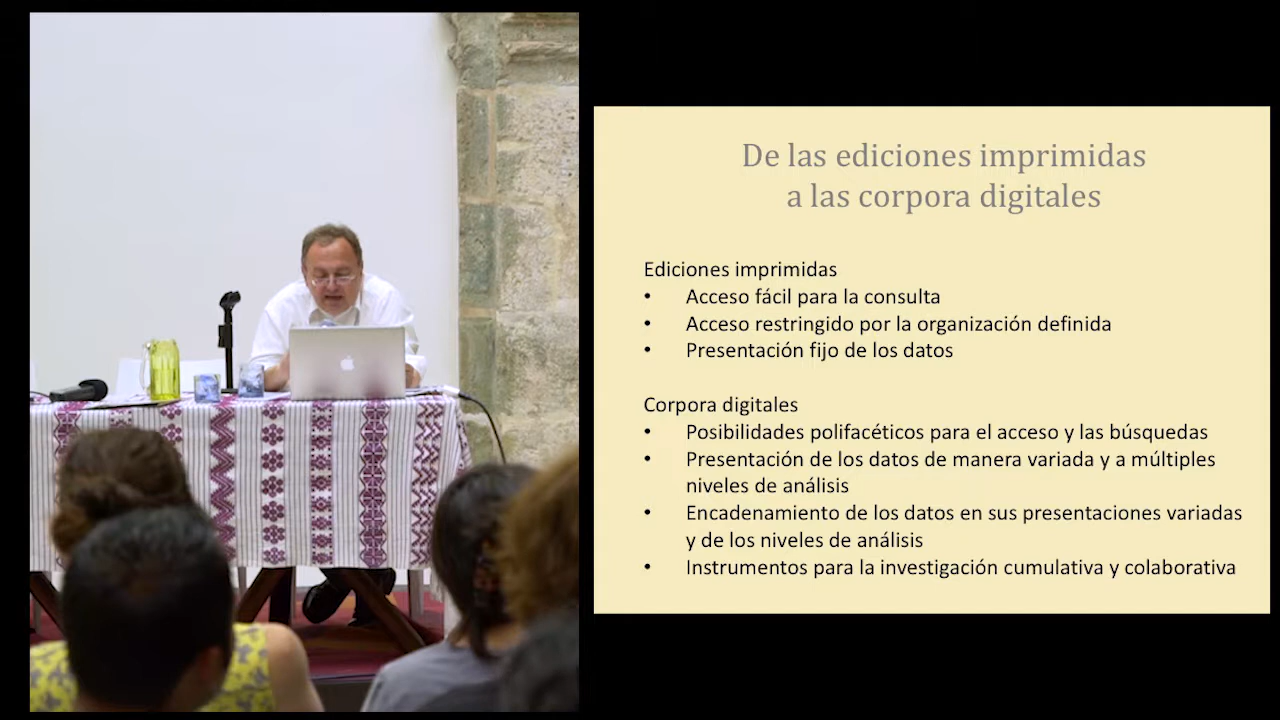 De las ediciones imprimidas
a las corpora digitales
Ediciones imprimidas
• Acceso fácil para la consulta
• Acceso restringido por la organización definida
• Presentación fijo de los datos
Corpora digitales
• Posibilidades polifacéticos para el acceso y las búsquedas
• Presentación de los datos de manera variada y a múltiples
niveles de análisis
• Encadenamiento de los datos en sus presentaciones variadas
y de los niveles de análisis
• Instrumentos para la investigación cumulativa y colaborativa